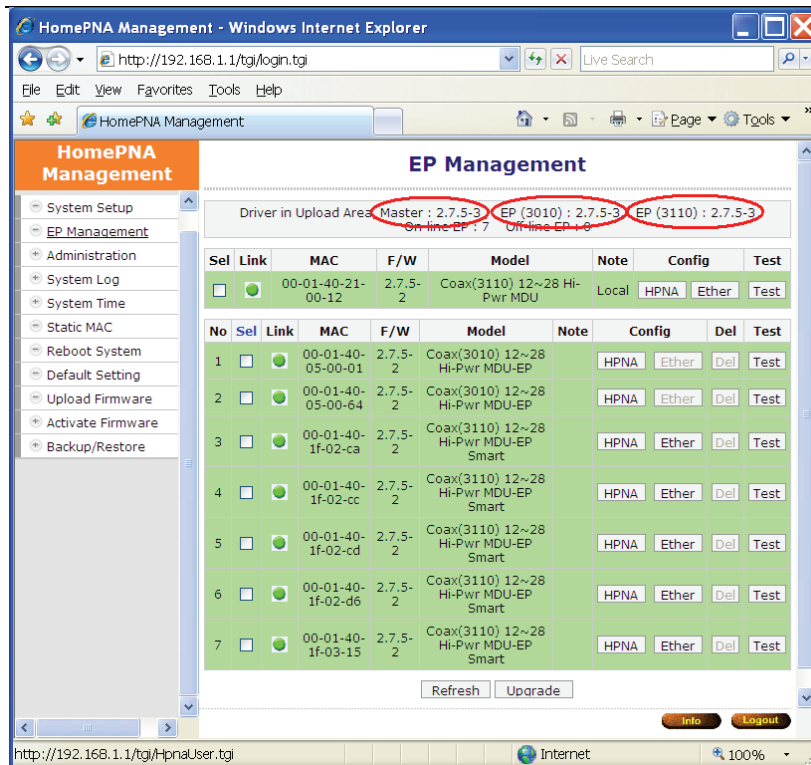 HomePNA Management - Windows Internet Explorer
http://192.168.1.1/tgi/login.tgi
Live Search
File Edit View Favorites Tools Help
HomePNA Management
Page Tools
HomePNA
Management
System Setup
EP Management
Administration
System Log
System Time
Static MAC
Reboot System
Default Setting
Upload Firmware
Activate Firmware
Backup/Restore
EP Management
Driver in Upload Area Master : 2.7.5-3 EP (3010) : 2.7.5-3 EP (3110) : 2.7.5-3
On-line EP : 7 Off-line EP : 0
Sel Link MAC F/W Model Note Config Test
00-01-40-21-00-12 2.7.5-2 Coax(3110) 12~28 Hi-Pwr MDU Local HPNA Ether Test
No Sel Link MAC F/W Model Note Config Del Test
1 00-01-40-05-00-01 2.7.5-2 Coax(3010) 12~28 Hi-Pwr MDU-EP HPNA Ether Del Test
2 00-01-40-05-00-64 2.7.5-2 Coax(3010) 12~28 Hi-Pwr MDU-EP HPNA Ether Del Test
3 00-01-40-1f-02-ca 2.7.5-2 Coax(3110) 12~28 Hi-Pwr MDU-EP Smart HPNA Ether Del Test
4 00-01-40-1f-02-cc 2.7.5-2 Coax(3110) 12~28 Hi-Pwr MDU-EP Smart HPNA Ether Del Test
5 00-01-40-1f-02-cd 2.7.5-2 Coax(3110) 12~28 Hi-Pwr MDU-EP Smart HPNA Ether Del Test
6 00-01-40-1f-02-d6 2.7.5-2 Coax(3110) 12~28 Hi-Pwr MDU-EP Smart HPNA Ether Del Test
7 00-01-40-1f-03-15 2.7.5-2 Coax(3110) 12~28 Hi-Pwr MDU-EP Smart HPNA Ether Del Test
Refresh Upgrade
Info Logout
http://192.168.1.1/tgi/HpnaUser.tgi
Internet
100%